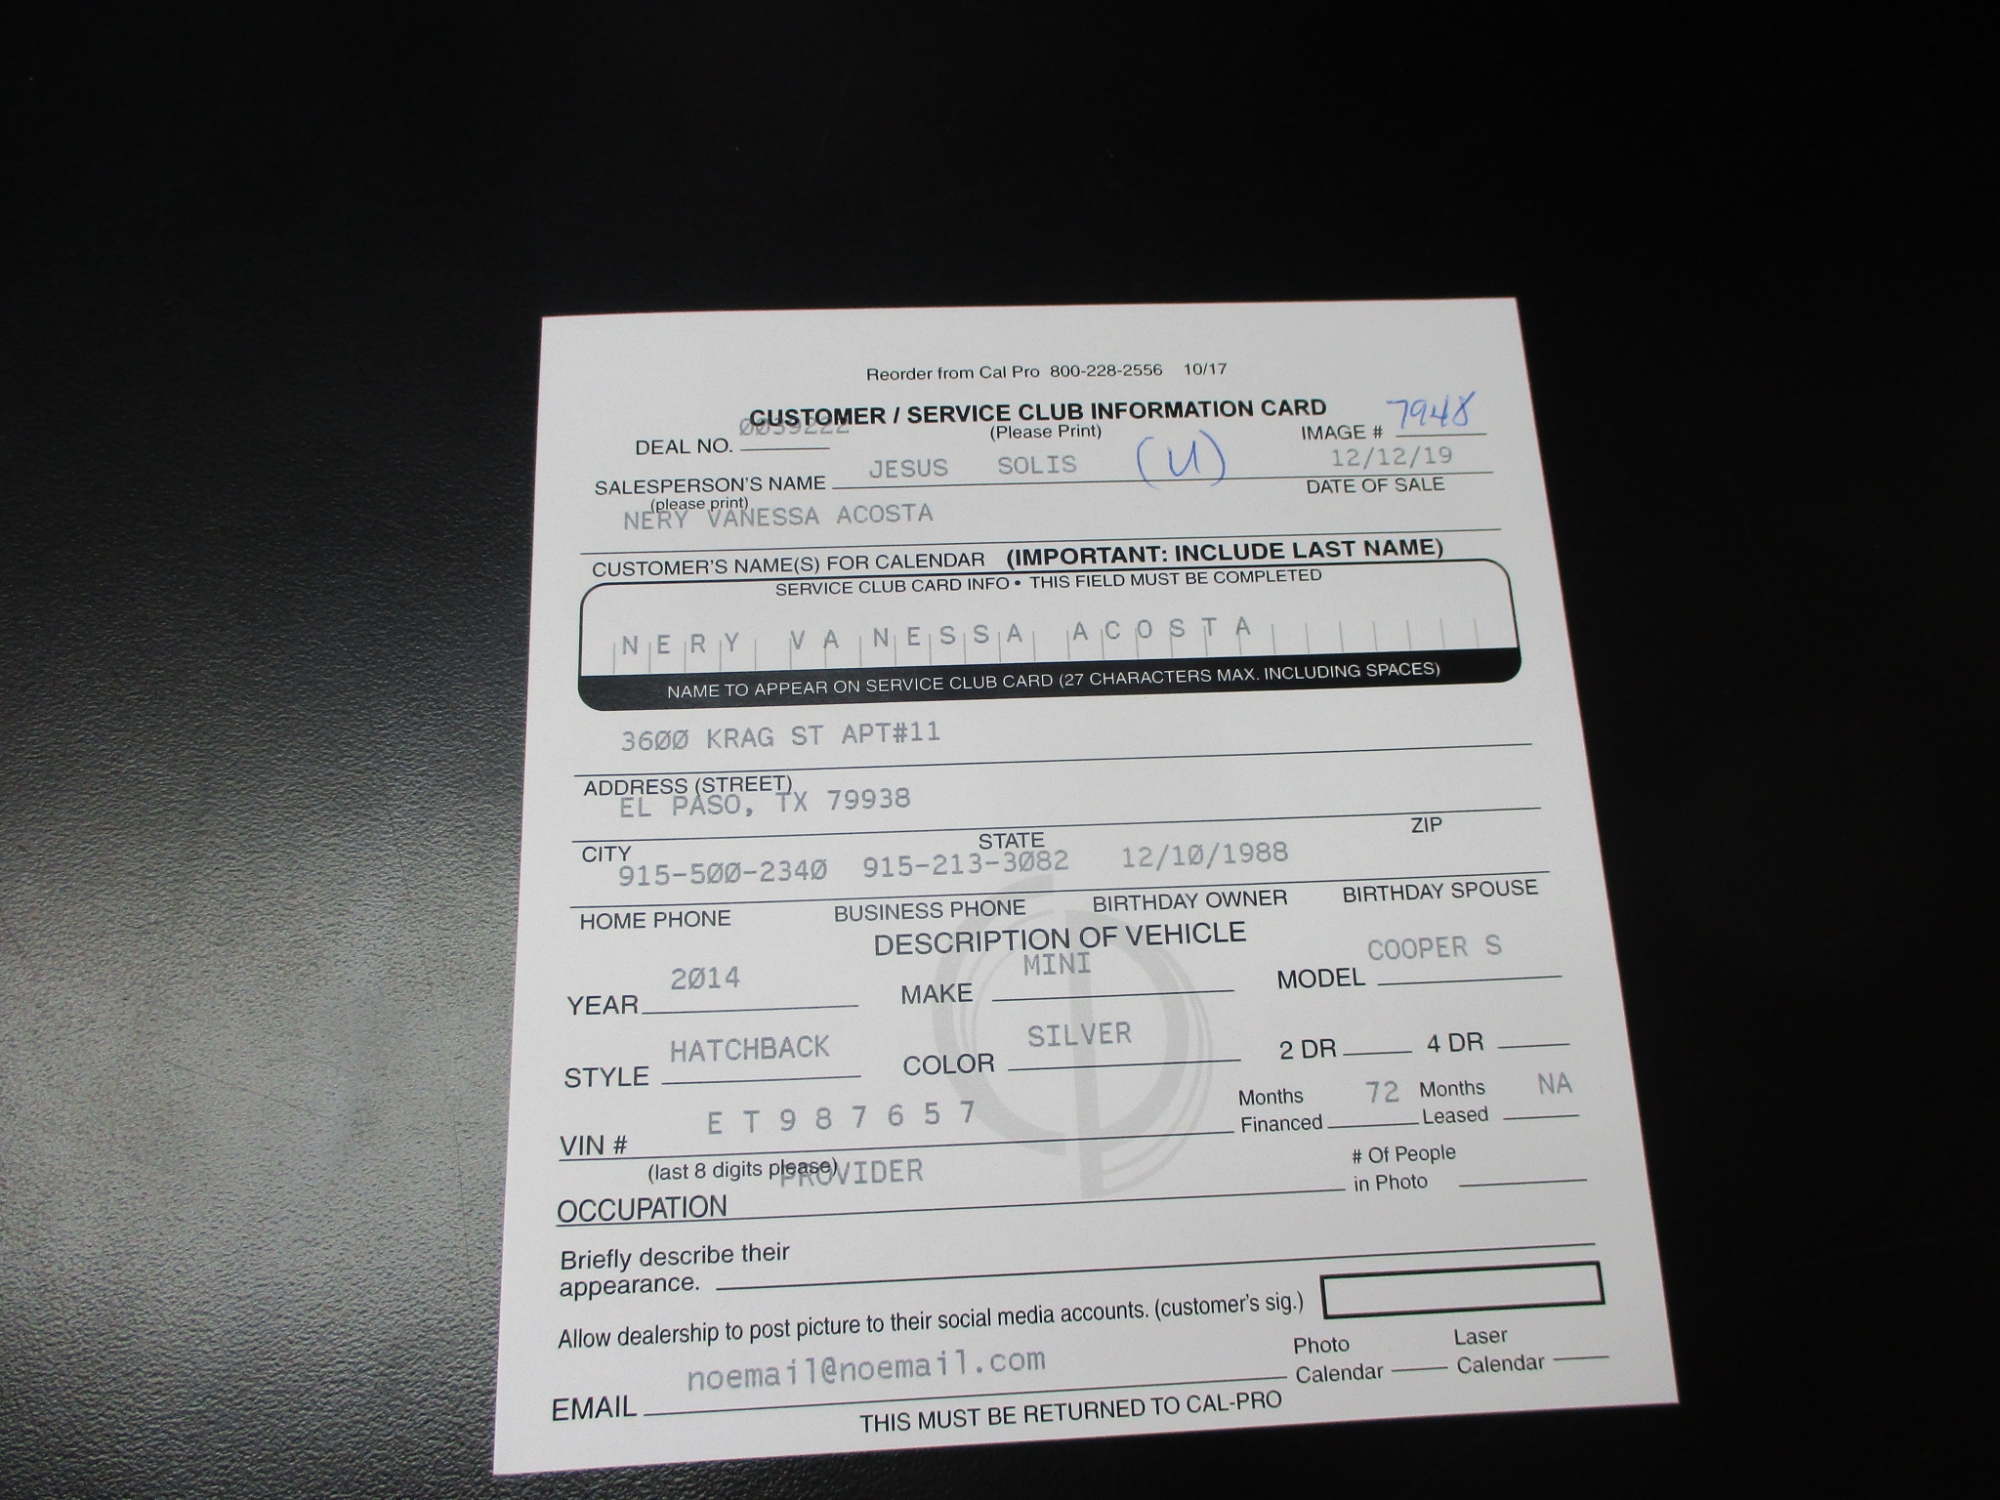 Reorder from Cal Pro 800-228-2556 10/17
CUSTOMER / SERVICE CLUB INFORMATION CARD
(Please Print)
DEAL NO. 0059222
IMAGE # 7948
SALESPERSON'S NAME JESUS SOLIS (U)
(please print)
12/12/19
DATE OF SALE
NERY VANESSA ACOSTA
CUSTOMER'S NAME(S) FOR CALENDAR (IMPORTANT: INCLUDE LAST NAME)
SERVICE CLUB CARD INFO • THIS FIELD MUST BE COMPLETED
NERY VANESSA ACOSTA
NAME TO APPEAR ON SERVICE CLUB CARD (27 CHARACTERS MAX. INCLUDING SPACES)
3600 KRAG ST APT#11
ADDRESS (STREET)
EL PASO, TX 79938
CITY STATE ZIP
915-500-2340 915-213-3082 12/10/1988
HOME PHONE BUSINESS PHONE BIRTHDAY OWNER BIRTHDAY SPOUSE
DESCRIPTION OF VEHICLE
YEAR 2014 MAKE MINI MODEL COOPER S
STYLE HATCHBACK COLOR SILVER 2 DR 4 DR
VIN # E T 9 8 7 6 5 7
(last 8 digits please)
Months Financed 72 Months Leased NA
OCCUPATION PROVIDER
# Of People in Photo
Briefly describe their
appearance.
Allow dealership to post picture to their social media accounts. (customer's sig.)
EMAIL noemail@noemail.com
Photo Calendar Laser Calendar
THIS MUST BE RETURNED TO CAL-PRO